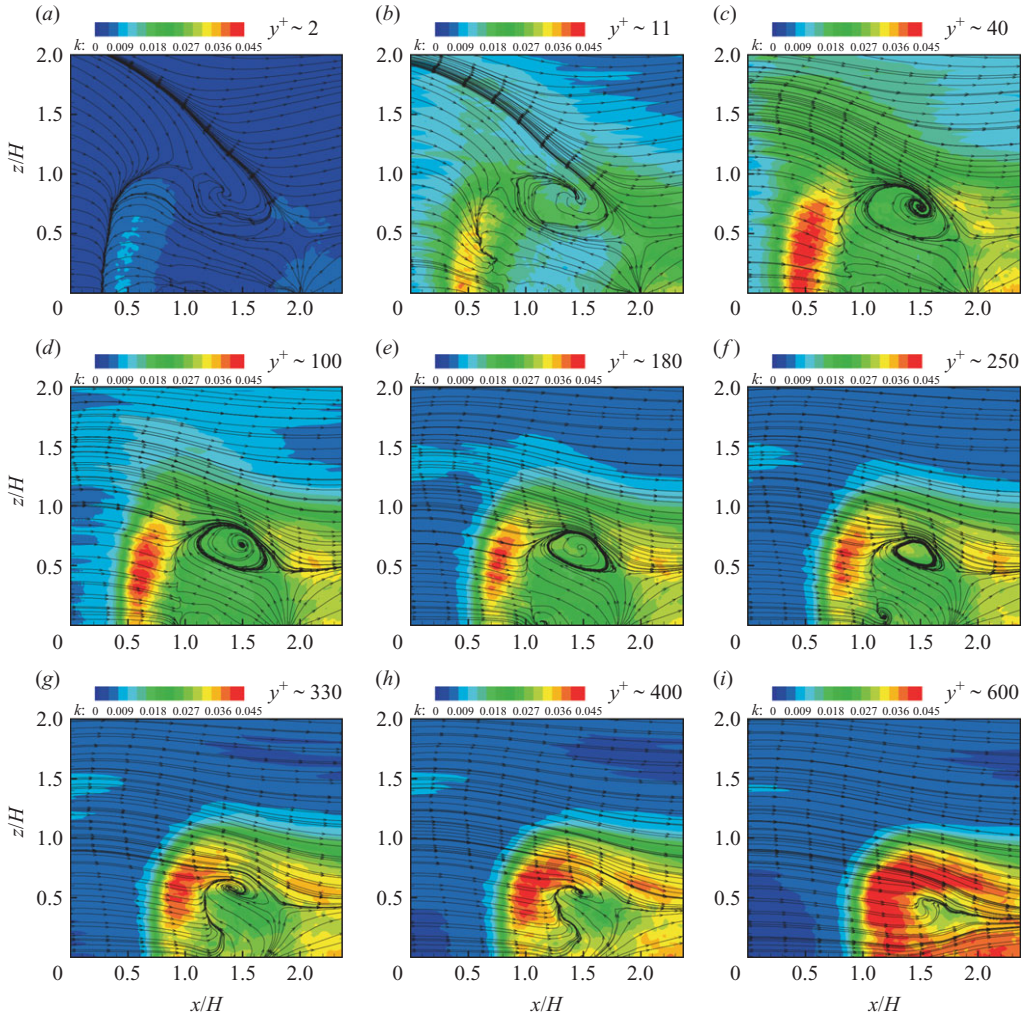 (a) y+ ~ 2 (b) y+ ~ 11 (c) y+ ~ 40
k: 0 0.009 0.018 0.027 0.036 0.045 k: 0 0.009 0.018 0.027 0.036 0.045 k: 0 0.009 0.018 0.027 0.036 0.045
2.0 2.0 2.0
1.5 1.5 1.5
z/H 1.0 1.0 1.0
0.5 0.5 0.5
0 0.5 1.0 1.5 2.0 0 0.5 1.0 1.5 2.0 0 0.5 1.0 1.5 2.0
(d) y+ ~ 100 (e) y+ ~ 180 (f) y+ ~ 250
k: 0 0.009 0.018 0.027 0.036 0.045 k: 0 0.009 0.018 0.027 0.036 0.045 k: 0 0.009 0.018 0.027 0.036 0.045
2.0 2.0 2.0
1.5 1.5 1.5
z/H 1.0 1.0 1.0
0.5 0.5 0.5
0 0.5 1.0 1.5 2.0 0 0.5 1.0 1.5 2.0 0 0.5 1.0 1.5 2.0
(g) y+ ~ 330 (h) y+ ~ 400 (i) y+ ~ 600
k: 0 0.009 0.018 0.027 0.036 0.045 k: 0 0.009 0.018 0.027 0.036 0.045 k: 0 0.009 0.018 0.027 0.036 0.045
2.0 2.0 2.0
1.5 1.5 1.5
z/H 1.0 1.0 1.0
0.5 0.5 0.5
0 0.5 1.0 1.5 2.0 0 0.5 1.0 1.5 2.0 0 0.5 1.0 1.5 2.0
x/H x/H x/H